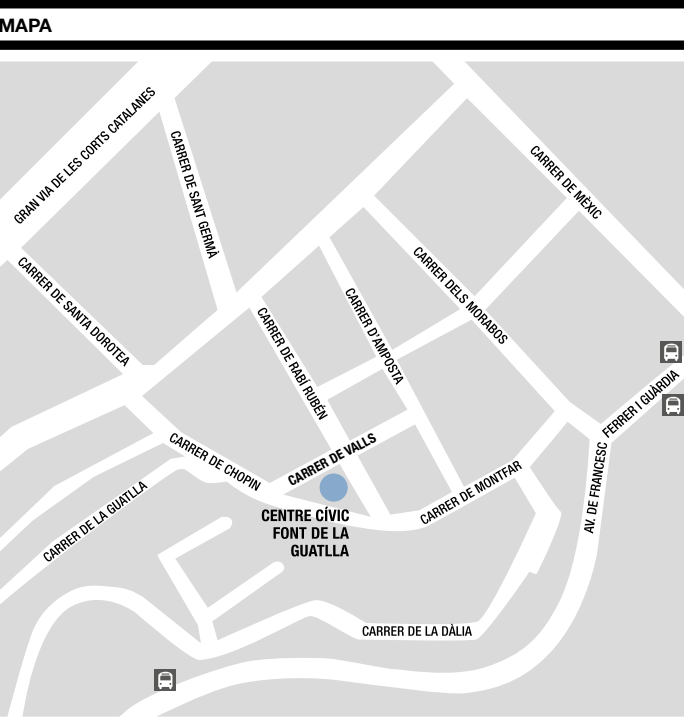 MAPA
GRAN VIA DE LES CORTS CATALANES
CARRER DE SANT GERMÀ
CARRER DE MÈXIC
CARRER DE SANTA DOROTEA
CARRER DELS MORABOS
CARRER D'AMPOSTA
CARRER DE RABÍ RUBÉN
FERRER I GUÀRDIA
AV. DE FRANCESC
CARRER DE VALLS
CARRER DE CHOPIN
CARRER DE MONTFAR
CARRER DE LA GUATLLA
CENTRE CÍVIC
FONT DE LA
GUATLLA
CARRER DE LA DÀLIA